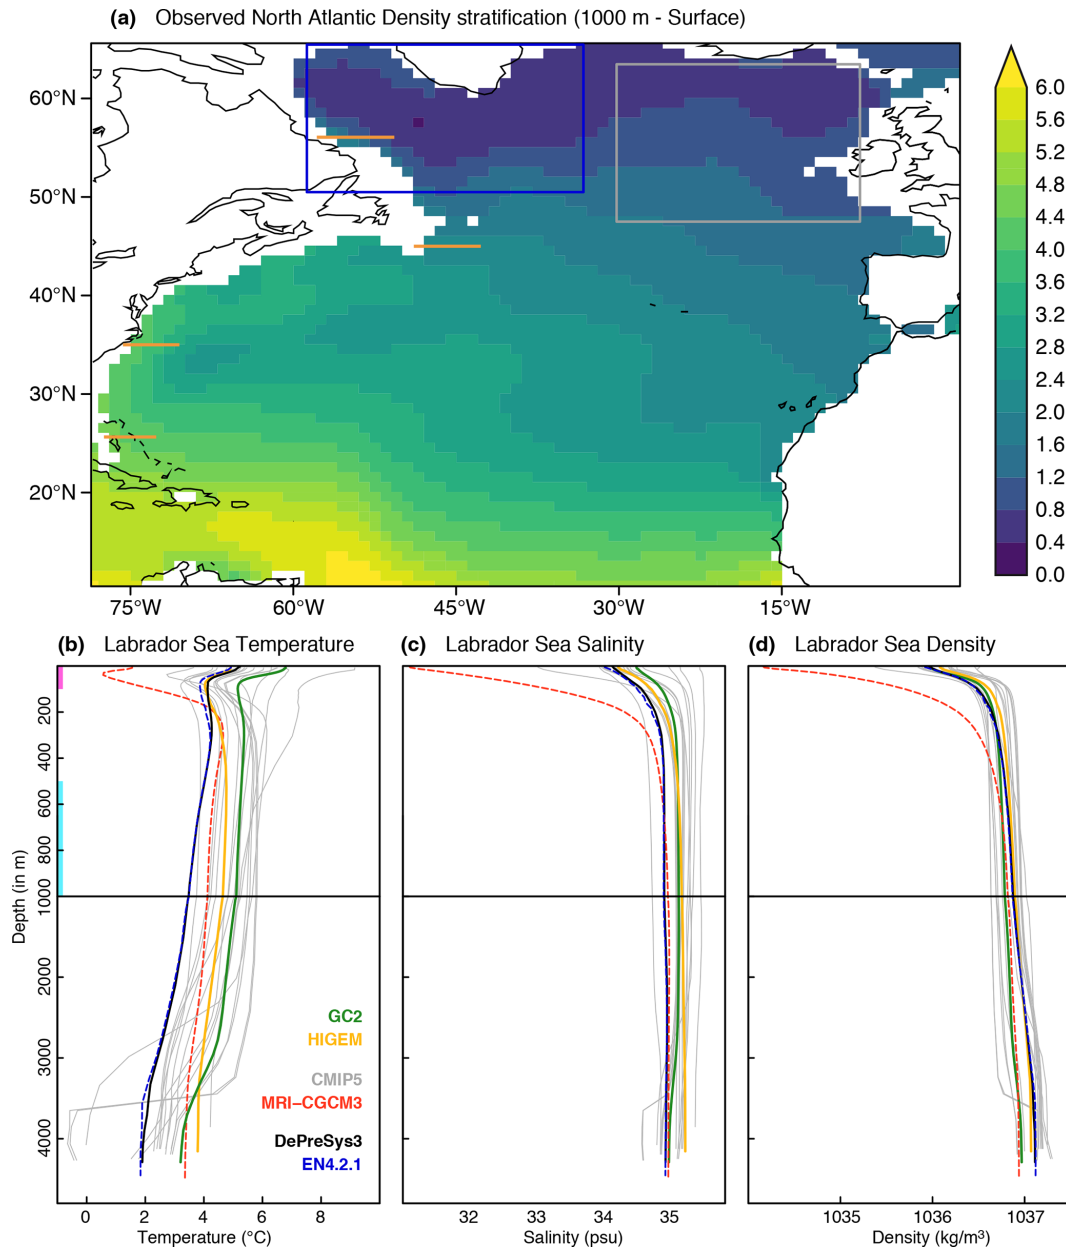 (a) Observed North Atlantic Density stratification (1000 m - Surface)
60°N
50°N
40°N
30°N
20°N
75°W 60°W 45°W 30°W 15°W
6.0
5.6
5.2
4.8
4.4
4.0
3.6
3.2
2.8
2.4
2.0
1.6
1.2
0.8
0.4
0.0
(b) Labrador Sea Temperature
(c) Labrador Sea Salinity
(d) Labrador Sea Density
Depth (in m)
200
400
600
800
1000
2000
3000
4000
GC2
HIGEM
CMIP5
MRI–CGCM3
DePreSys3
EN4.2.1
0 2 4 6 8
Temperature (°C)
32 33 34 35
Salinity (psu)
1035 1036 1037
Density (kg/m³)